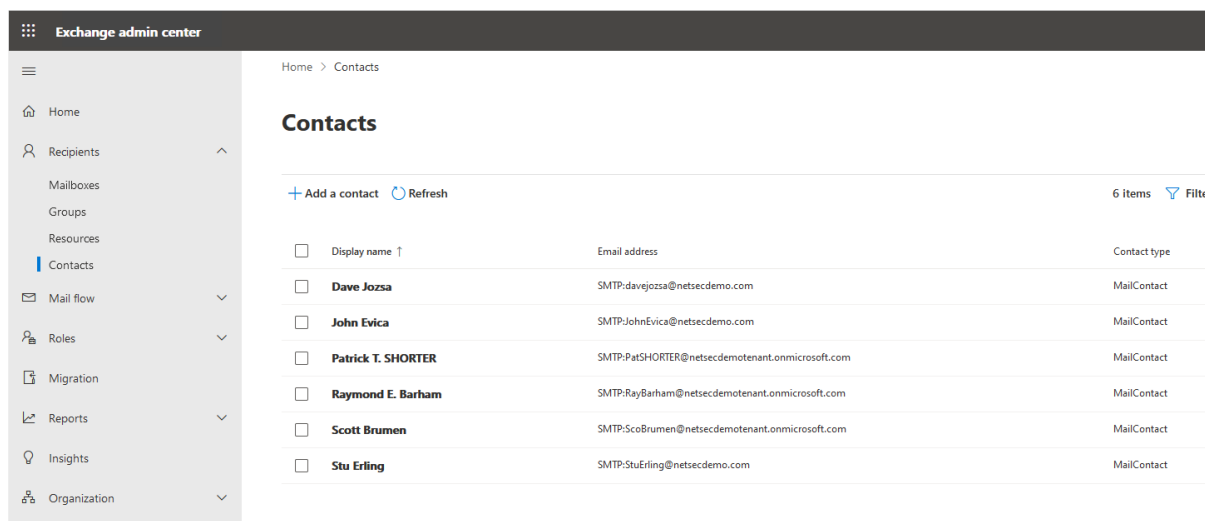 Exchange admin center
Home > Contacts
Home
Recipients
Mailboxes
Groups
Resources
Contacts
Mail flow
Roles
Migration
Reports
Insights
Organization
Contacts
Add a contact Refresh 6 items Filte
Display name ↑ Email address Contact type
Dave Jozsa SMTP:davejozsa@netsecdemo.com MailContact
John Evica SMTP:JohnEvica@netsecdemo.com MailContact
Patrick T. SHORTER SMTP:PatSHORTER@netsecdemotenant.onmicrosoft.com MailContact
Raymond E. Barham SMTP:RayBarham@netsecdemotenant.onmicrosoft.com MailContact
Scott Brumen SMTP:ScoBrumen@netsecdemotenant.onmicrosoft.com MailContact
Stu Erling SMTP:StuErling@netsecdemo.com MailContact